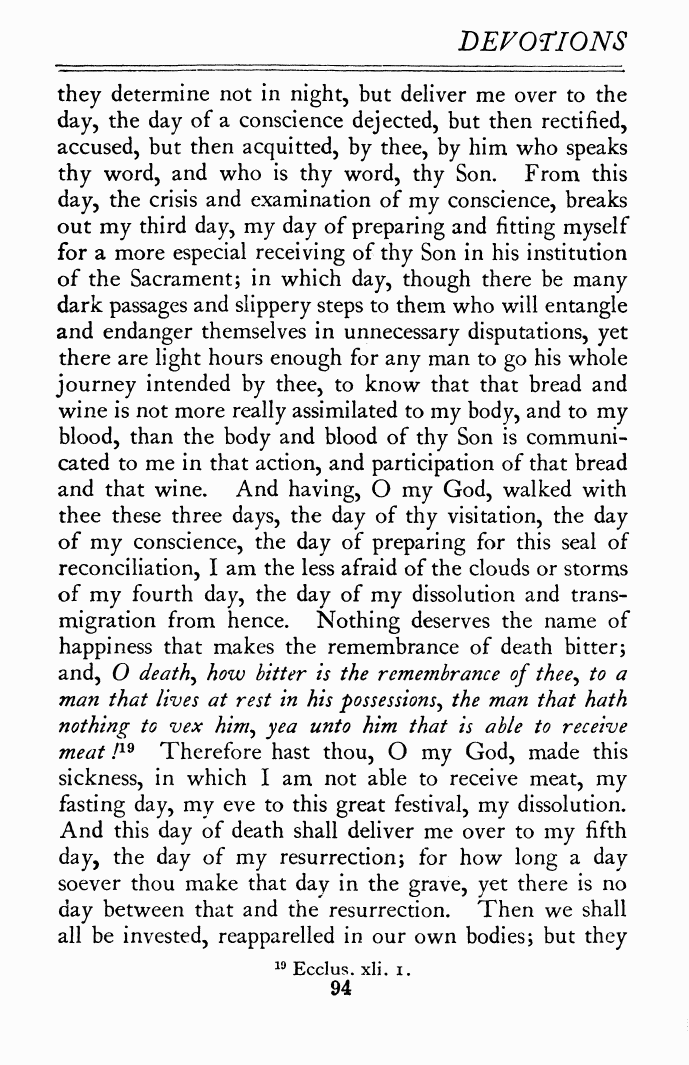 DEVOTIONS
they determine not in night, but deliver me over to the
day, the day of a conscience dejected, but then rectified,
accused, but then acquitted, by thee, by him who speaks
thy word, and who is thy word, thy Son. From this
day, the crisis and examination of my conscience, breaks
out my third day, my day of preparing and fitting myself
for a more especial receiving of thy Son in his institution
of the Sacrament; in which day, though there be many
dark passages and slippery steps to them who will entangle
and endanger themselves in unnecessary disputations, yet
there are light hours enough for any man to go his whole
journey intended by thee, to know that that bread and
wine is not more really assimilated to my body, and to my
blood, than the body and blood of thy Son is communi-
cated to me in that action, and participation of that bread
and that wine. And having, O my God, walked with
thee these three days, the day of thy visitation, the day
of my conscience, the day of preparing for this seal of
reconciliation, I am the less afraid of the clouds or storms
of my fourth day, the day of my dissolution and trans-
migration from hence. Nothing deserves the name of
happiness that makes the remembrance of death bitter;
and, O death, how bitter is the remembrance of thee, to a
man that lives at rest in his possessions, the man that hath
nothing to vex him, yea unto him that is able to receive
meat!¹⁹ Therefore hast thou, O my God, made this
sickness, in which I am not able to receive meat, my
fasting day, my eve to this great festival, my dissolution.
And this day of death shall deliver me over to my fifth
day, the day of my resurrection; for how long a day
soever thou make that day in the grave, yet there is no
day between that and the resurrection. Then we shall
all be invested, reapparelled in our own bodies; but they
¹⁹ Ecclus. xli. 1.
94